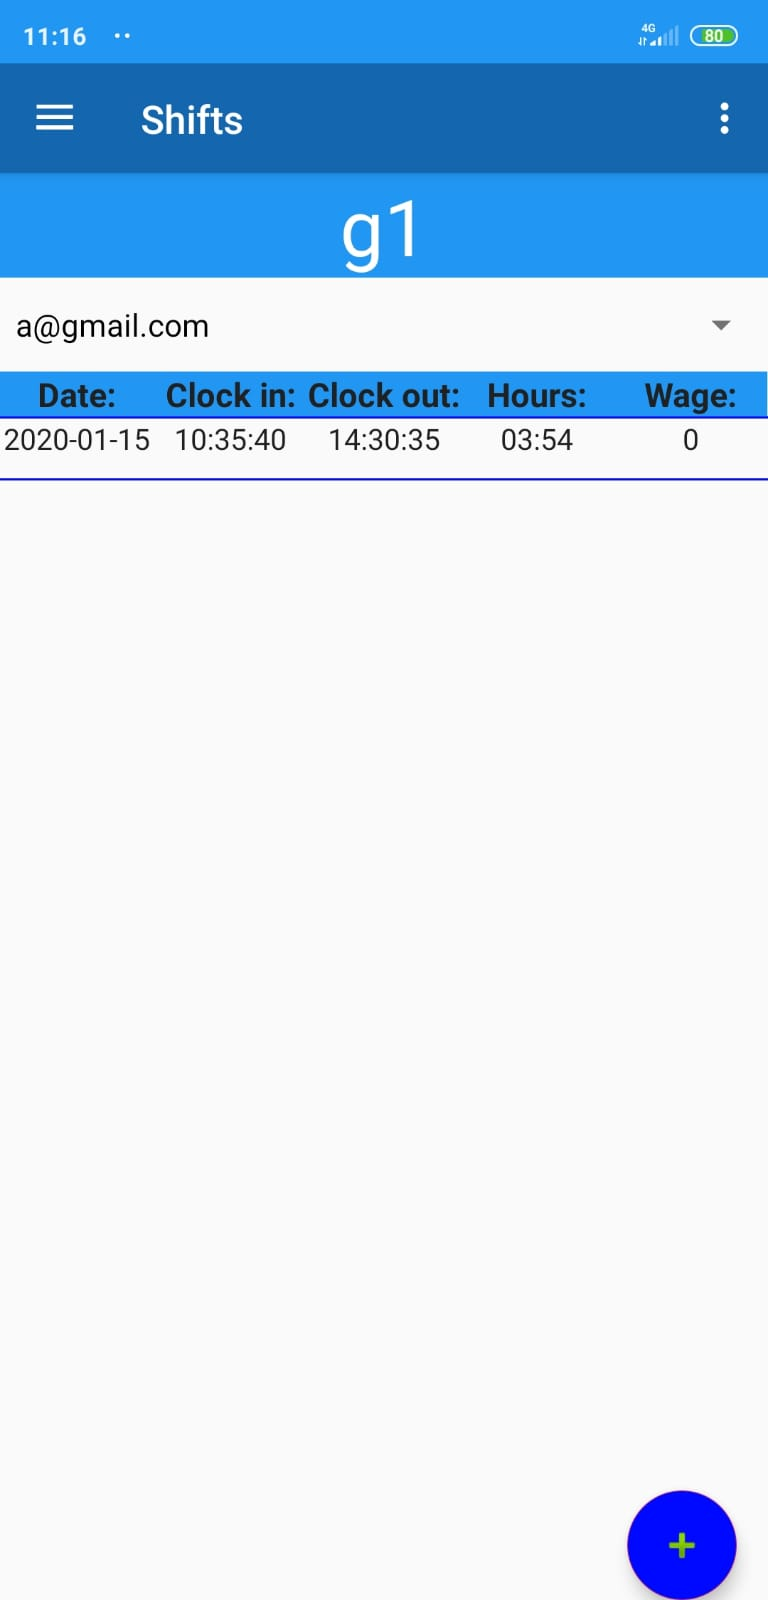 11:16 ·· 4G 80
Shifts
g1
a@gmail.com
Date: Clock in: Clock out: Hours: Wage:
2020-01-15 10:35:40 14:30:35 03:54 0
+